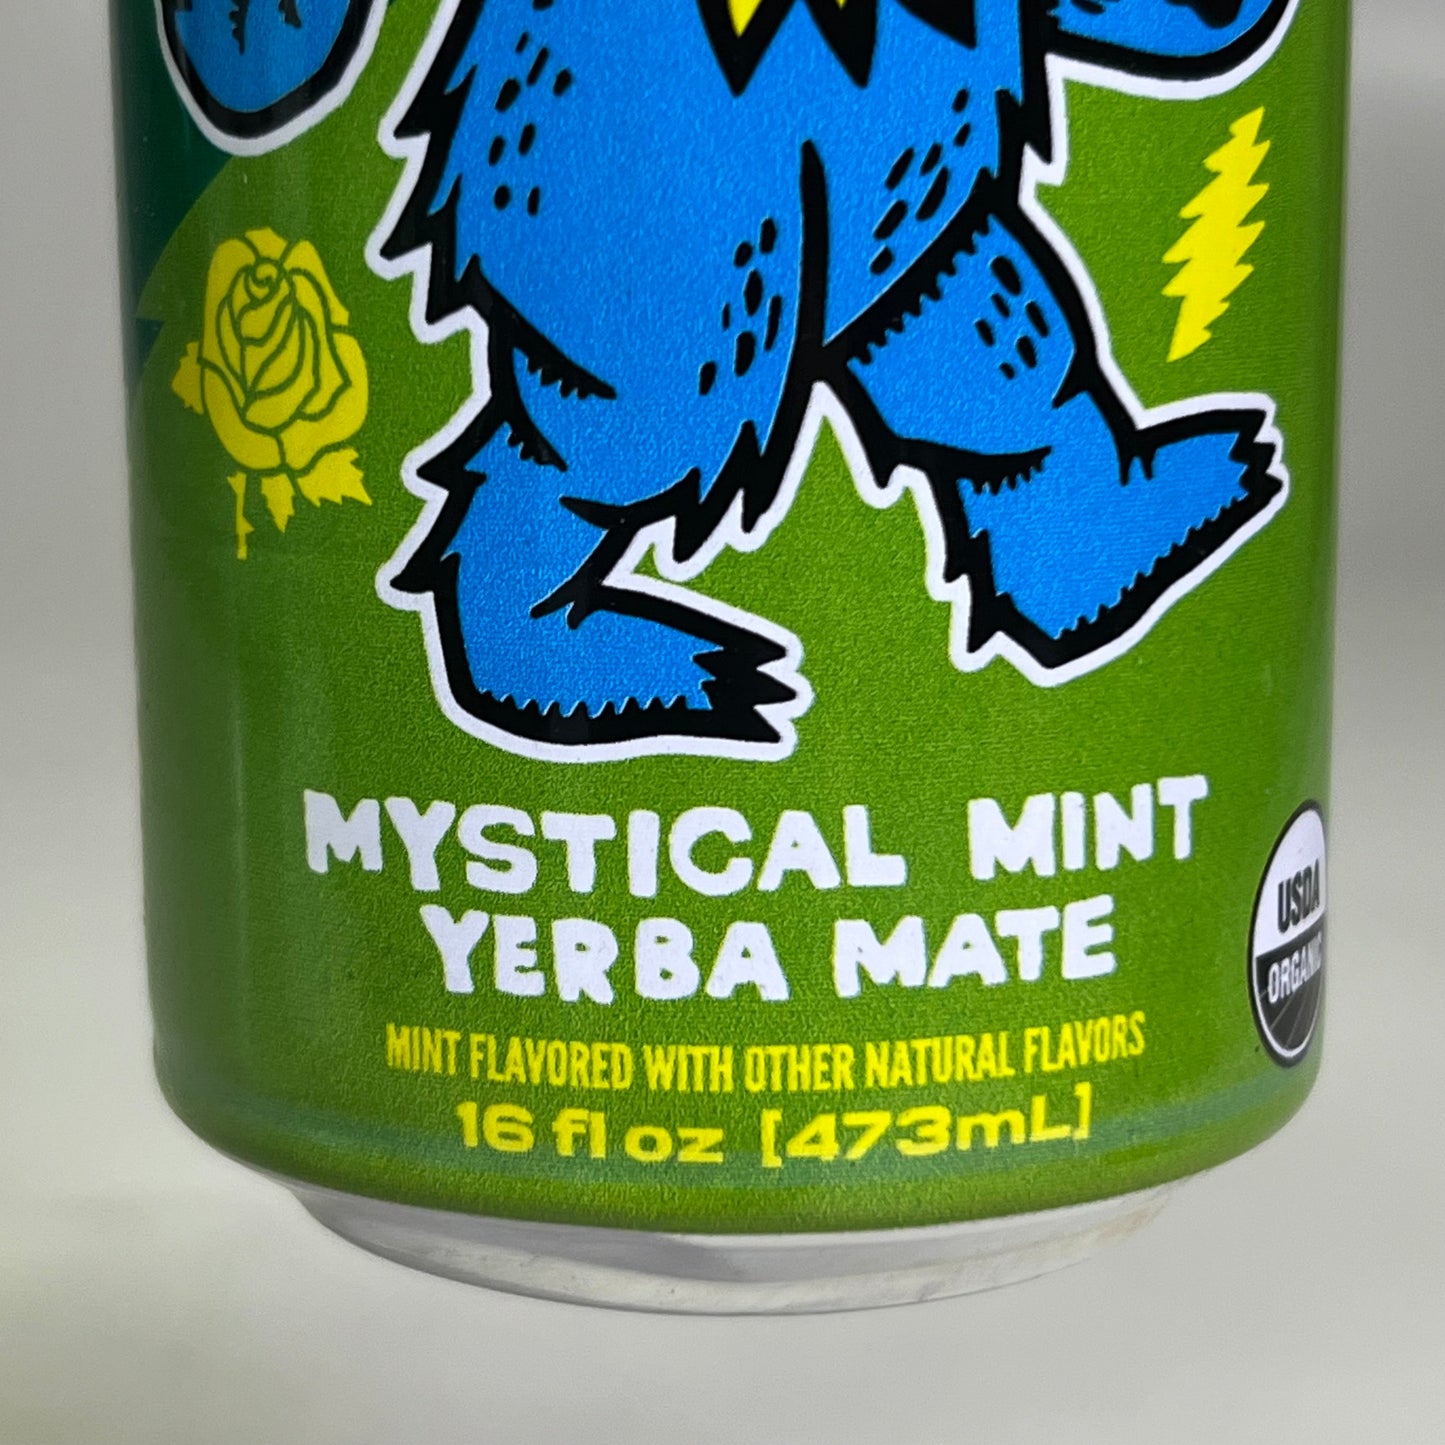 MYSTICAL MINT
YERBA MATE
USDA
ORGANIC
MINT FLAVORED WITH OTHER NATURAL FLAVORS
16 fl oz [473mL]